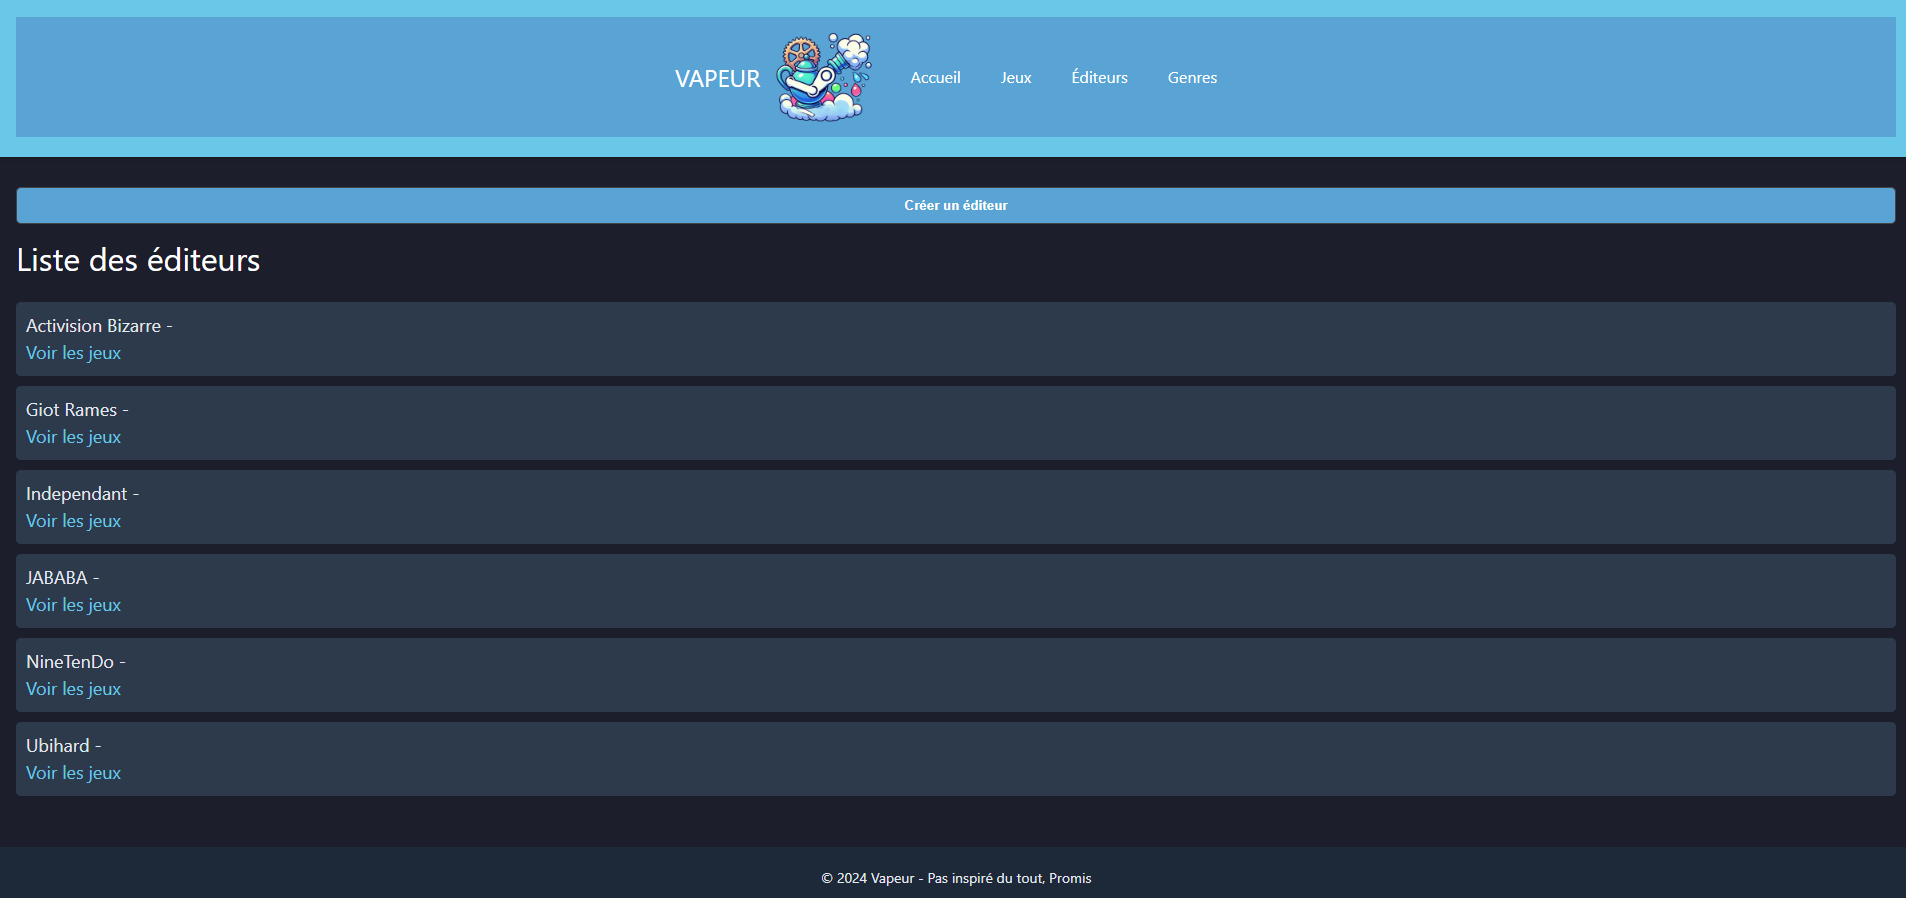 VAPEUR
Accueil Jeux Éditeurs Genres
Créer un éditeur
Liste des éditeurs
Activision Bizarre -
Voir les jeux
Giot Rames -
Voir les jeux
Independant -
Voir les jeux
JABABA -
Voir les jeux
NineTenDo -
Voir les jeux
Ubihard -
Voir les jeux
© 2024 Vapeur - Pas inspiré du tout, Promis